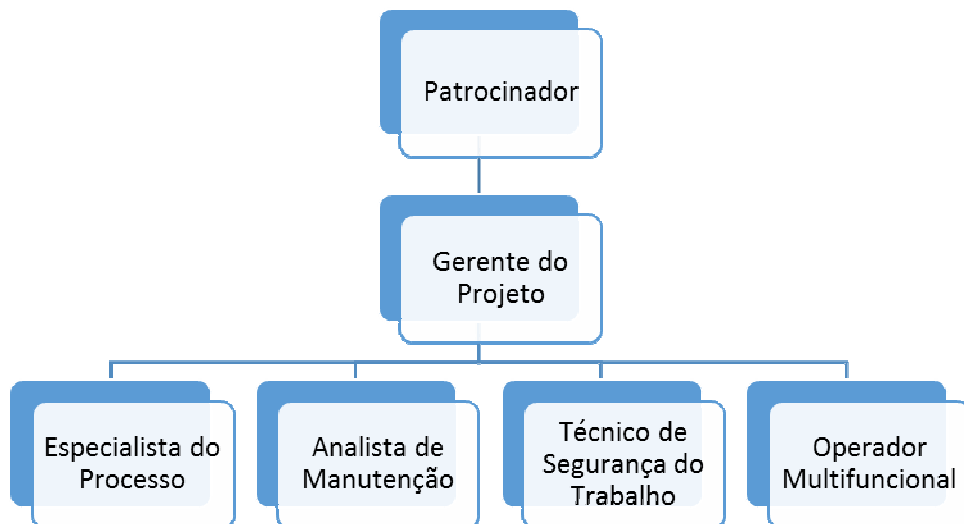 Patrocinador
Gerente do
Projeto
Especialista do
Processo
Analista de
Manutenção
Técnico de
Segurança do
Trabalho
Operador
Multifuncional